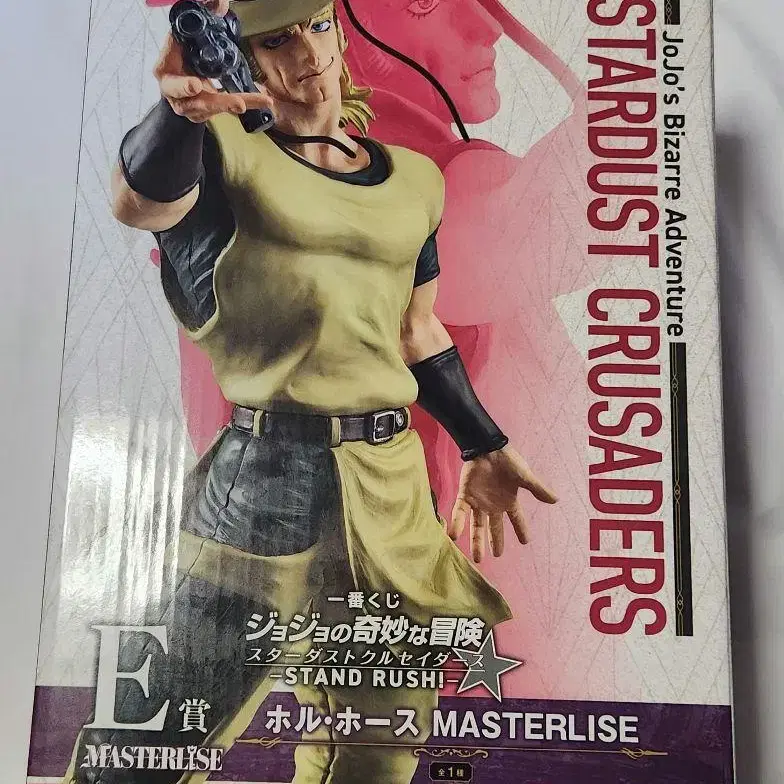 JoJo's Bizarre Adventure
STARDUST CRUSADERS
一番くじ
ジョジョの奇妙な冒険
スターダストクルセイダース
-STAND RUSH!-
E賞
MASTERLISE
ホル・ホース MASTERLISE
全1種